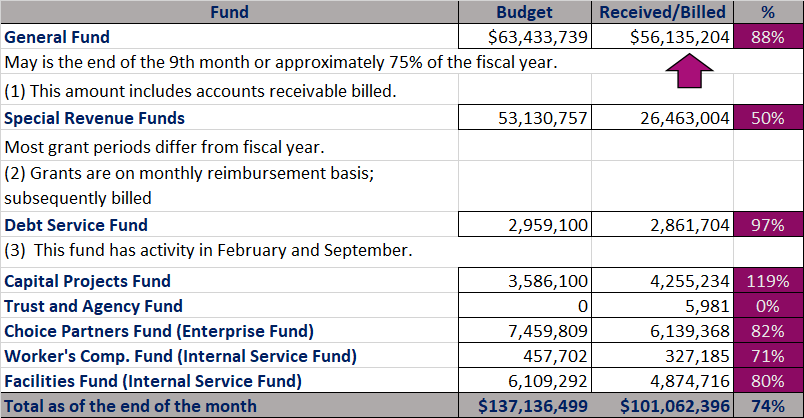 Fund Budget Received/Billed %
General Fund $63,433,739 $56,135,204 88%
May is the end of the 9th month or approximately 75% of the fiscal year.
(1) This amount includes accounts receivable billed.
Special Revenue Funds 53,130,757 26,463,004 50%
Most grant periods differ from fiscal year.
(2) Grants are on monthly reimbursement basis;
subsequently billed
Debt Service Fund 2,959,100 2,861,704 97%
(3) This fund has activity in February and September.
Capital Projects Fund 3,586,100 4,255,234 119%
Trust and Agency Fund 0 5,981 0%
Choice Partners Fund (Enterprise Fund) 7,459,809 6,139,368 82%
Worker's Comp. Fund (Internal Service Fund) 457,702 327,185 71%
Facilities Fund (Internal Service Fund) 6,109,292 4,874,716 80%
Total as of the end of the month $137,136,499 $101,062,396 74%